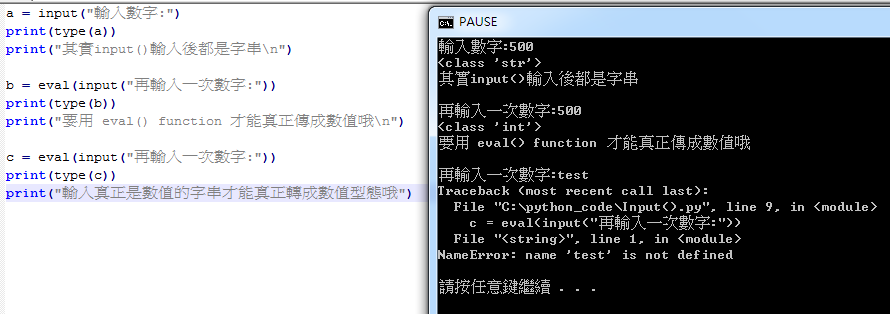 a = input("輸入數字:")
print(type(a))
print("其實input()輸入後都是字串\n")
b = eval(input("再輸入一次數字:"))
print(type(b))
print("要用 eval() function 才能真正傳成數值哦\n")
c = eval(input("再輸入一次數字:"))
print(type(c))
print("輸入真正是數值的字串才能真正轉成數值型態哦")
PAUSE
輸入數字:500
<class 'str'>
其實input()輸入後都是字串
再輸入一次數字:500
<class 'int'>
要用 eval() function 才能真正傳成數值哦
再輸入一次數字:test
Traceback (most recent call last):
  File "C:\python_code\Input().py", line 9, in <module>
    c = eval(input("再輸入一次數字:"))
  File "<string>", line 1, in <module>
NameError: name 'test' is not defined
請按任意鍵繼續 . . .